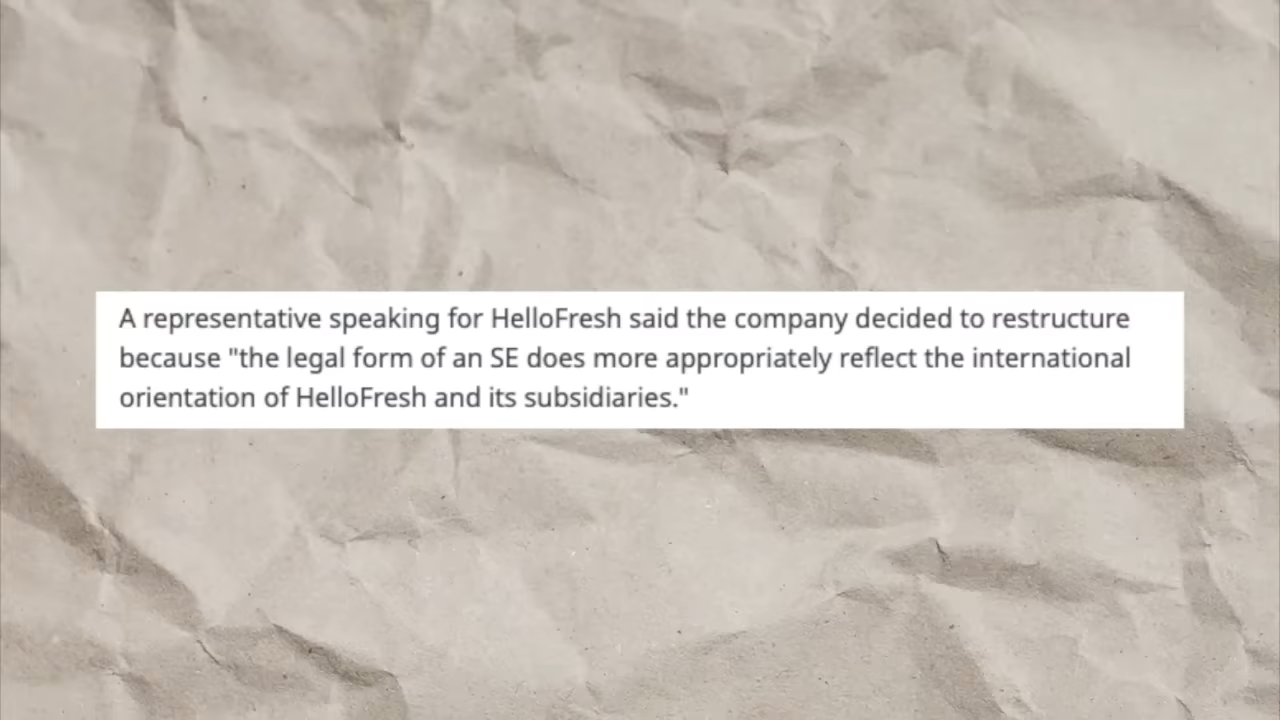 A representative speaking for HelloFresh said the company decided to restructure
because "the legal form of an SE does more appropriately reflect the international
orientation of HelloFresh and its subsidiaries."